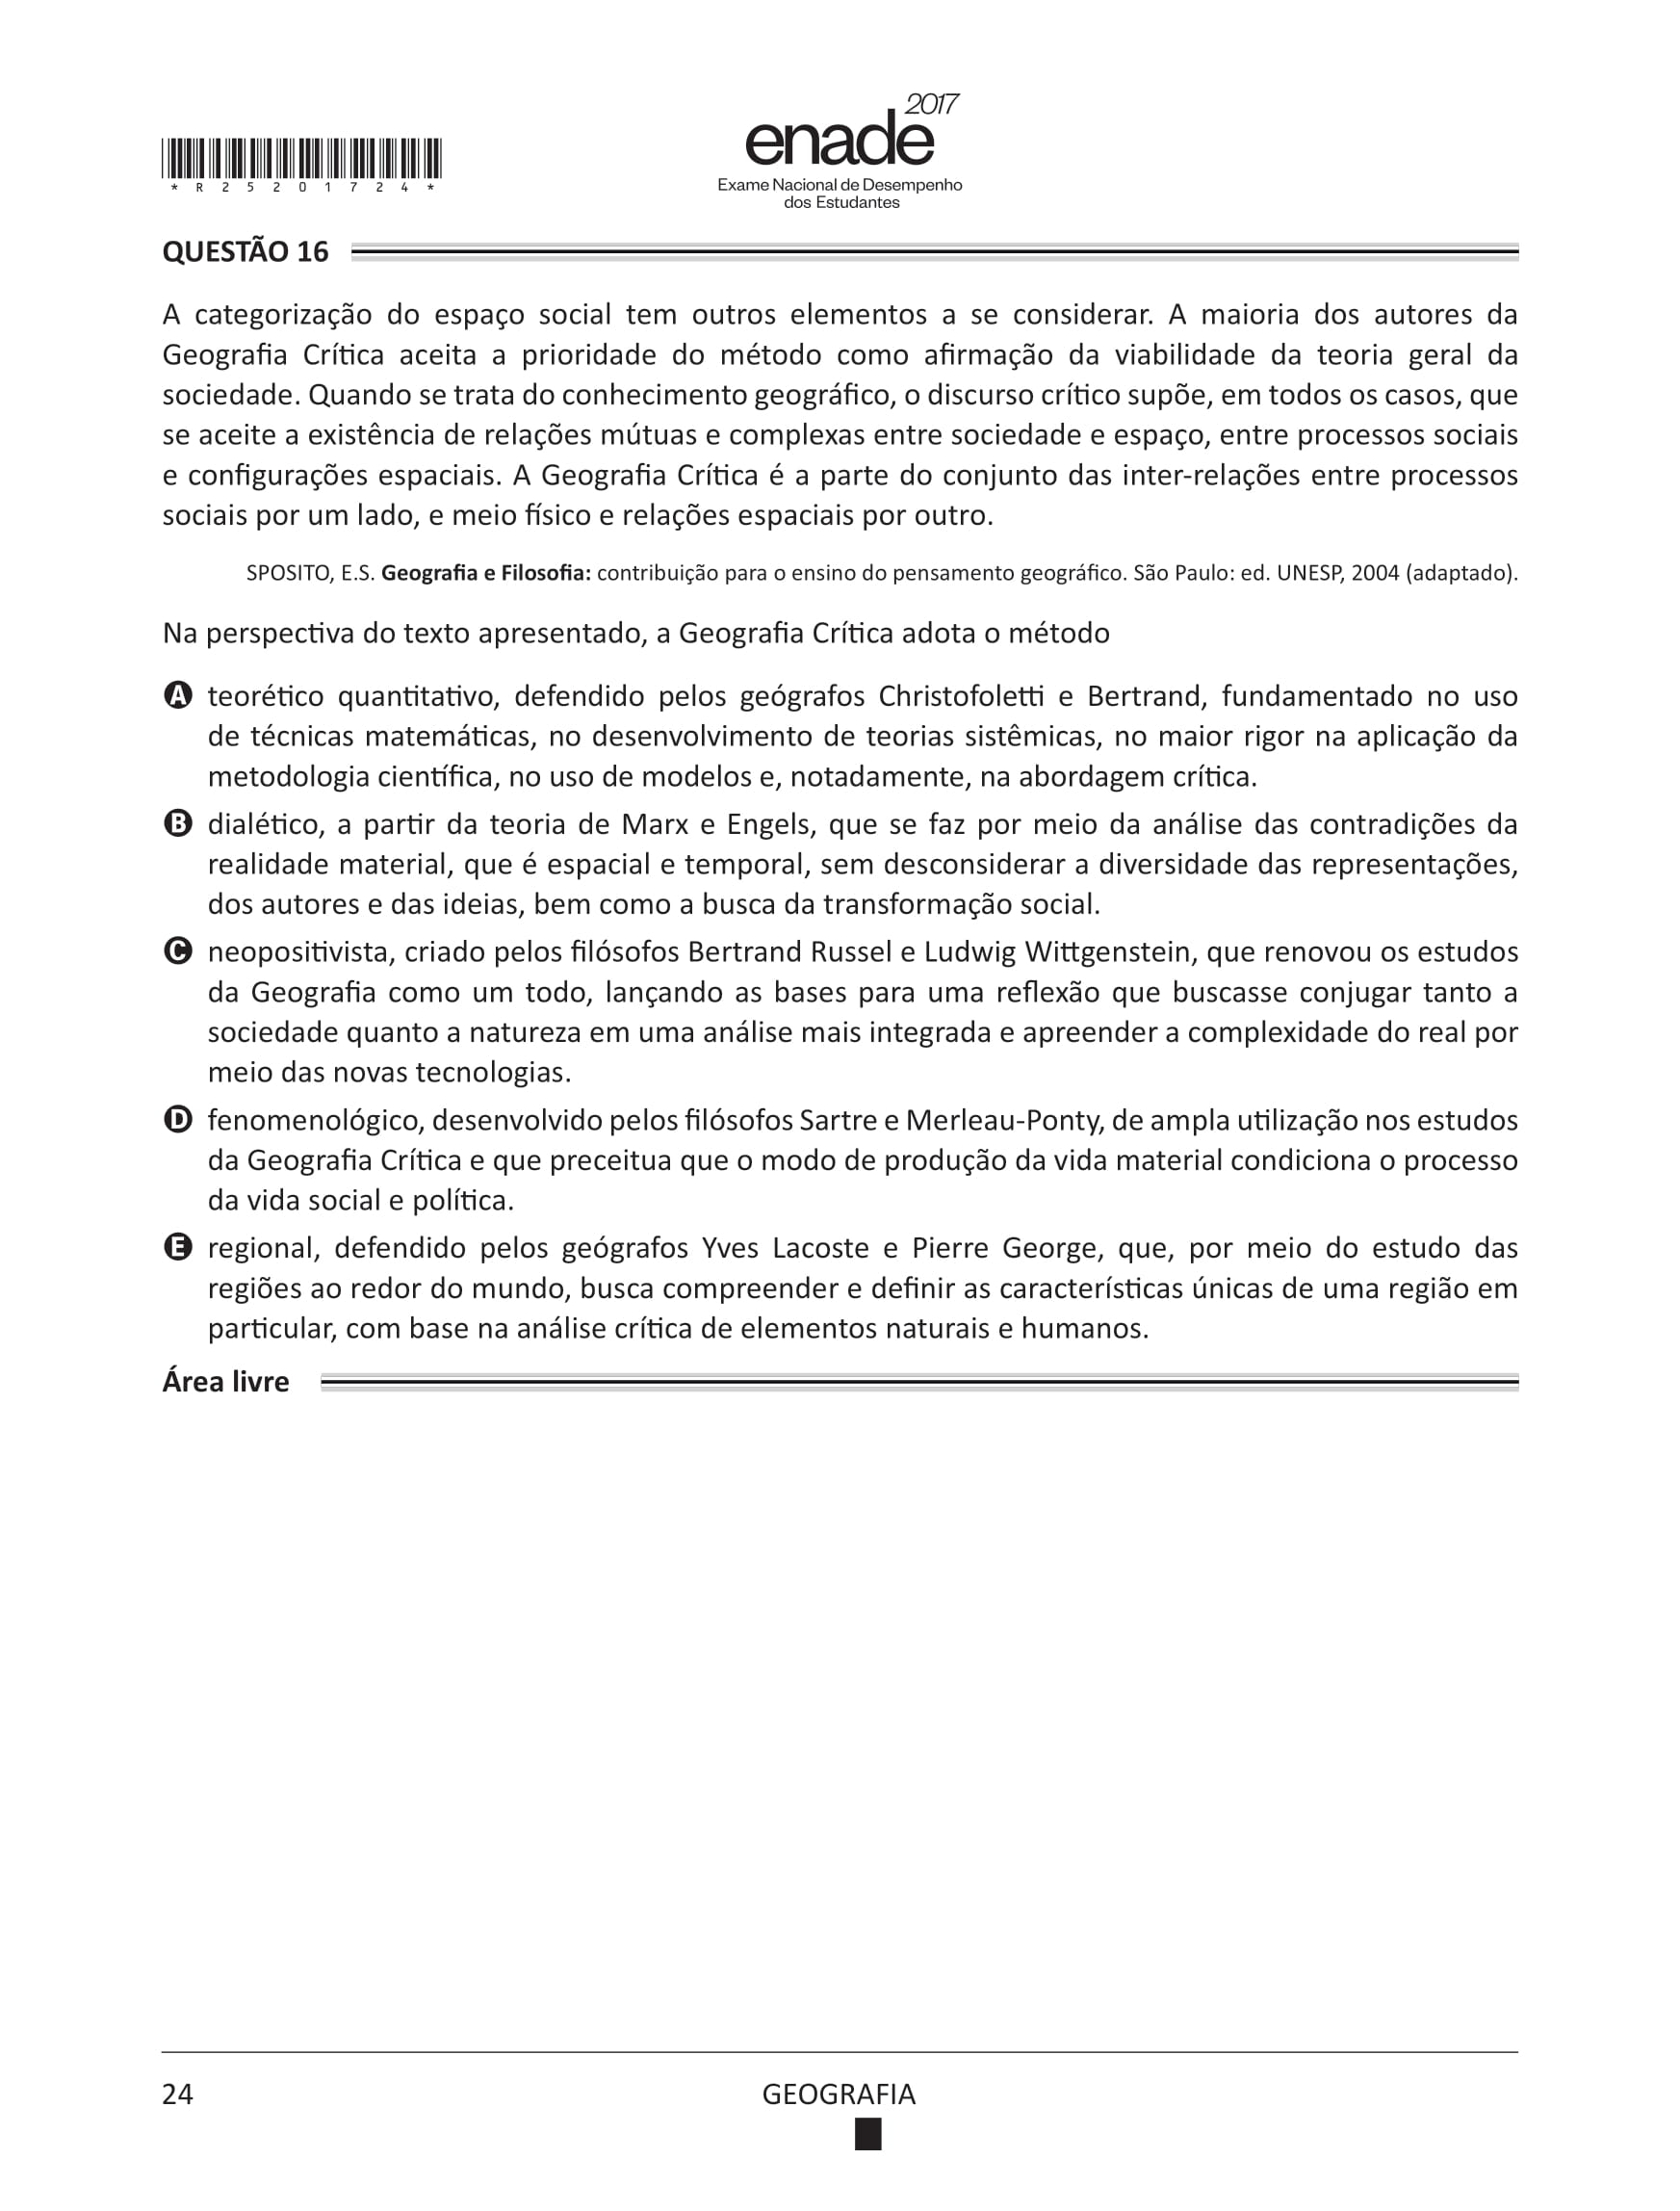 2017
enade
Exame Nacional de Desempenho
dos Estudantes
* R 2 5 2 0 1 7 2 4 *
QUESTÃO 16
A categorização do espaço social tem outros elementos a se considerar. A maioria dos autores da
Geografia Crítica aceita a prioridade do método como afirmação da viabilidade da teoria geral da
sociedade. Quando se trata do conhecimento geográfico, o discurso crítico supõe, em todos os casos, que
se aceite a existência de relações mútuas e complexas entre sociedade e espaço, entre processos sociais
e configurações espaciais. A Geografia Crítica é a parte do conjunto das inter-relações entre processos
sociais por um lado, e meio físico e relações espaciais por outro.
SPOSITO, E.S. Geografia e Filosofia: contribuição para o ensino do pensamento geográfico. São Paulo: ed. UNESP, 2004 (adaptado).
Na perspectiva do texto apresentado, a Geografia Crítica adota o método
A teorético quantitativo, defendido pelos geógrafos Christofoletti e Bertrand, fundamentado no uso
de técnicas matemáticas, no desenvolvimento de teorias sistêmicas, no maior rigor na aplicação da
metodologia científica, no uso de modelos e, notadamente, na abordagem crítica.
B dialético, a partir da teoria de Marx e Engels, que se faz por meio da análise das contradições da
realidade material, que é espacial e temporal, sem desconsiderar a diversidade das representações,
dos autores e das ideias, bem como a busca da transformação social.
C neopositivista, criado pelos filósofos Bertrand Russel e Ludwig Wittgenstein, que renovou os estudos
da Geografia como um todo, lançando as bases para uma reflexão que buscasse conjugar tanto a
sociedade quanto a natureza em uma análise mais integrada e apreender a complexidade do real por
meio das novas tecnologias.
D fenomenológico, desenvolvido pelos filósofos Sartre e Merleau-Ponty, de ampla utilização nos estudos
da Geografia Crítica e que preceitua que o modo de produção da vida material condiciona o processo
da vida social e política.
E regional, defendido pelos geógrafos Yves Lacoste e Pierre George, que, por meio do estudo das
regiões ao redor do mundo, busca compreender e definir as características únicas de uma região em
particular, com base na análise crítica de elementos naturais e humanos.
Área livre
24
GEOGRAFIA